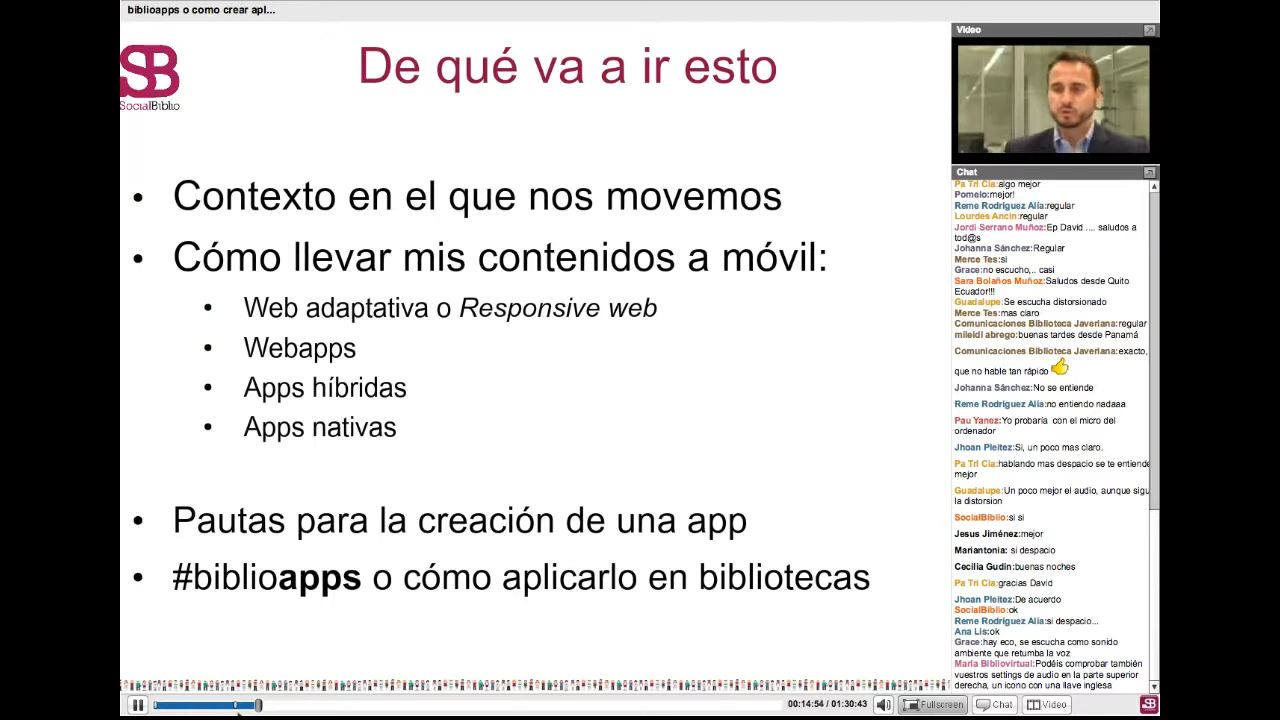 biblioapps o como crear apl...
SB
SocialBiblio
De qué va a ir esto
• Contexto en el que nos movemos
• Cómo llevar mis contenidos a móvil:
• Web adaptativa o Responsive web
• Webapps
• Apps híbridas
• Apps nativas
• Pautas para la creación de una app
• #biblioapps o cómo aplicarlo en bibliotecas
Video
Chat
Pa Tri Cia:algo mejor
Pomelo:mejor!
Reme Rodríguez Alía:regular
Lourdes Ancin:regular
Jordi Serrano Muñoz:Ep David .... saludos a
tod@s
Johanna Sánchez:Regular
Merce Tes:si
Grace:no escucho,.. casi
Sara Bolaños Muñoz:Saludos desde Quito
Ecuador!!!
Guadalupe:Se escucha distorsionado
Merce Tes:mas claro
Comunicaciones Biblioteca Javeriana:regular
mileidi abrego:buenas tardes desde Panamá
Comunicaciones Biblioteca Javeriana:exacto,
que no hable tan rápido
Johanna Sánchez:No se entiende
Reme Rodríguez Alía:no entiendo nadaaa
Pau Yanez:Yo probaría con el micro del
ordenador
Jhoan Pleitez:Si, un poco mas claro.
Pa Tri Cia:hablando mas despacio se te entiende
mejor
Guadalupe:Un poco mejor el audio, aunque sigu
la distorsion
SocialBiblio:si si
Jesus Jiménez:mejor
Mariantonia: si despacio
Cecilia Gudin:buenas noches
Pa Tri Cia:gracias David
Jhoan Pleitez:De acuerdo
SocialBiblio:ok
Reme Rodríguez Alía:si despacio...
Ana Lis:ok
Grace:hay eco, se escucha como sonido
ambiente que retumba la voz
María Bibliovirtual:Podéis comprobar también
vuestros settings de audio en la parte superior
derecha, un icono con una llave inglesa
00:14:54 / 01:30:43
Fullscreen
Chat
Video
SB